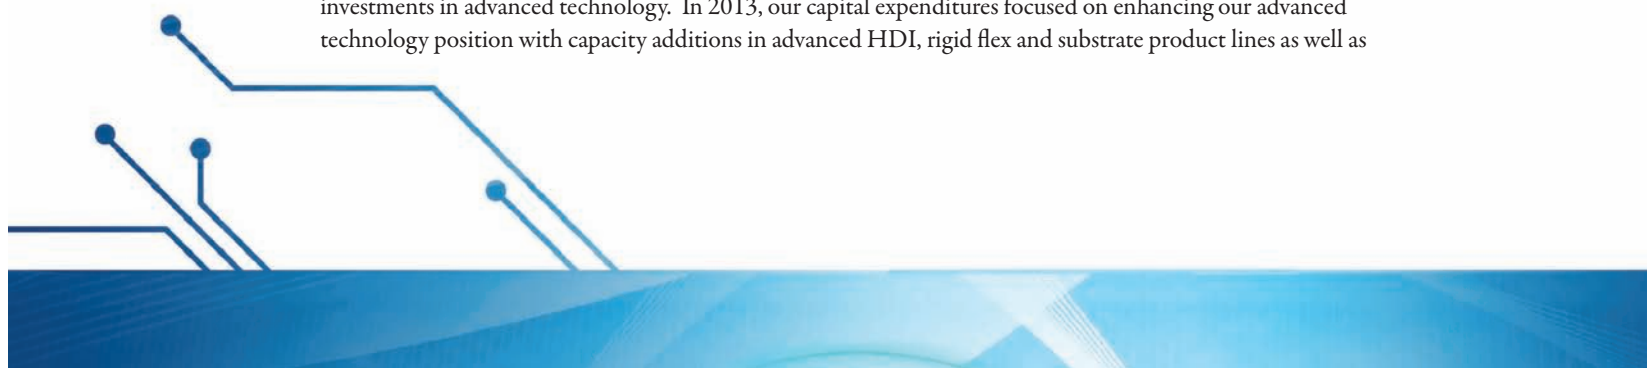 investments in advanced technology.  In 2013, our capital expenditures focused on enhancing our advanced
technology position with capacity additions in advanced HDI, rigid flex and substrate product lines as well as